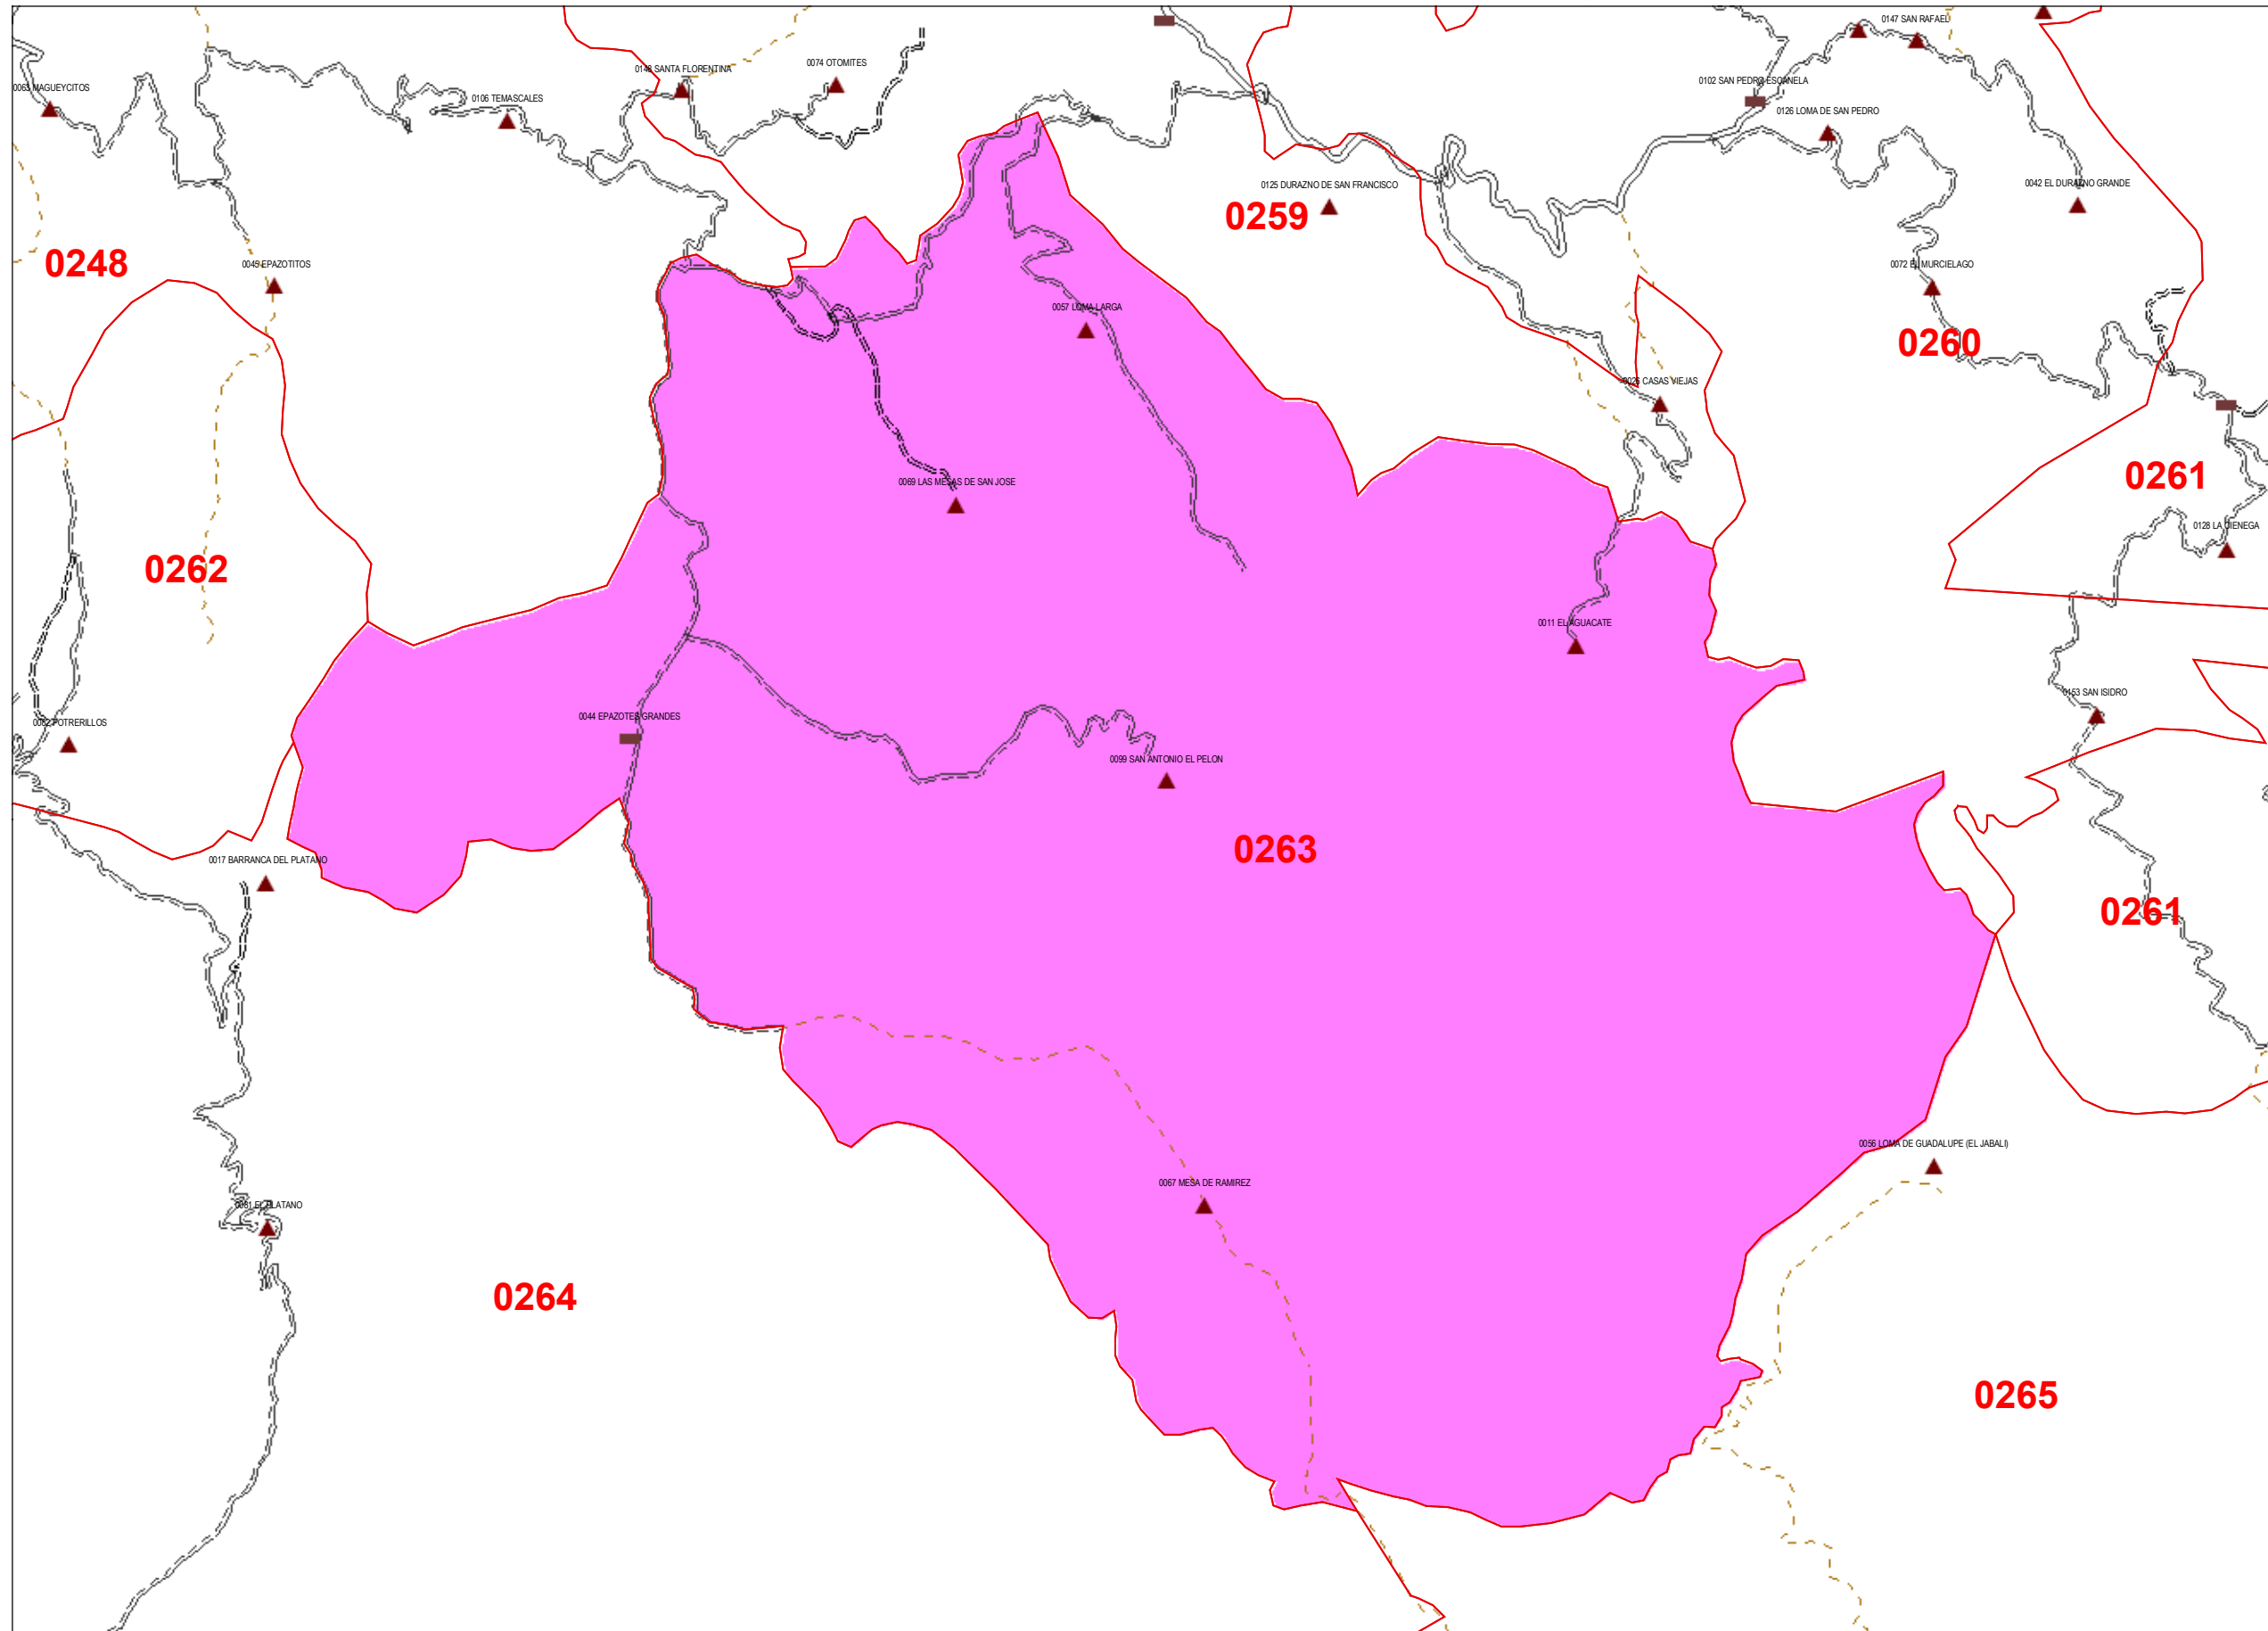 0147 SAN RAFAEL
0148 SANTA FLORENTINA
0074 OTOMITES
0102 SAN PEDRO ESCANELA
0063 MAGUEYCITOS
0106 TEMASCALES
0126 LOMA DE SAN PEDRO
0125 DURAZNO DE SAN FRANCISCO
0042 EL DURAZNO GRANDE
0259
0248
0045 EPAZOTITOS
0072 EL MURCIELAGO
0057 LOMA LARGA
0260
0026 CASAS VIEJAS
0261
0069 LAS MESAS DE SAN JOSE
0128 LA CIENEGA
0262
0011 EL AGUACATE
0153 SAN ISIDRO
0044 EPAZOTES GRANDES
0082 POTRERILLOS
0099 SAN ANTONIO EL PELON
0263
0017 BARRANCA DEL PLATANO
0261
0056 LOMA DE GUADALUPE (EL JABALI)
0067 MESA DE RAMIREZ
0081 EL PLATANO
0264
0265